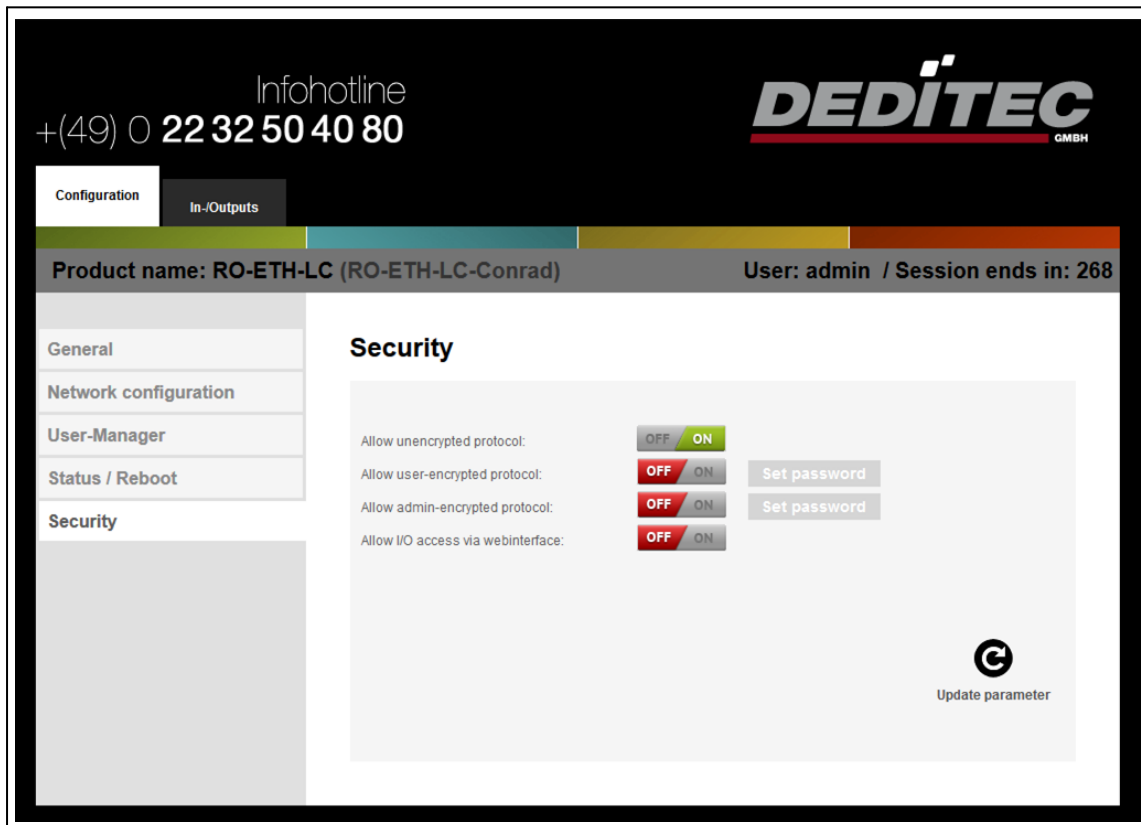 Infohotline
+(49) 0 22 32 50 40 80
DEDITEC
GMBH
Configuration
In-/Outputs
Product name: RO-ETH-LC (RO-ETH-LC-Conrad)
User: admin / Session ends in: 268
General
Network configuration
User-Manager
Status / Reboot
Security
Security
Allow unencrypted protocol: OFF ON
Allow user-encrypted protocol: OFF ON Set password
Allow admin-encrypted protocol: OFF ON Set password
Allow I/O access via webinterface: OFF ON
Update parameter